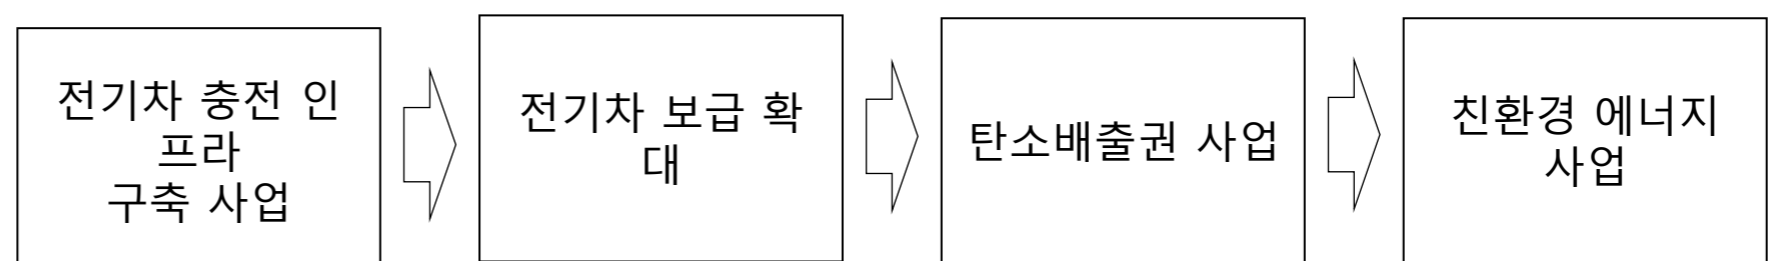 전기차 충전 인
프라
구축 사업
전기차 보급 확
대
탄소배출권 사업
친환경 에너지
사업